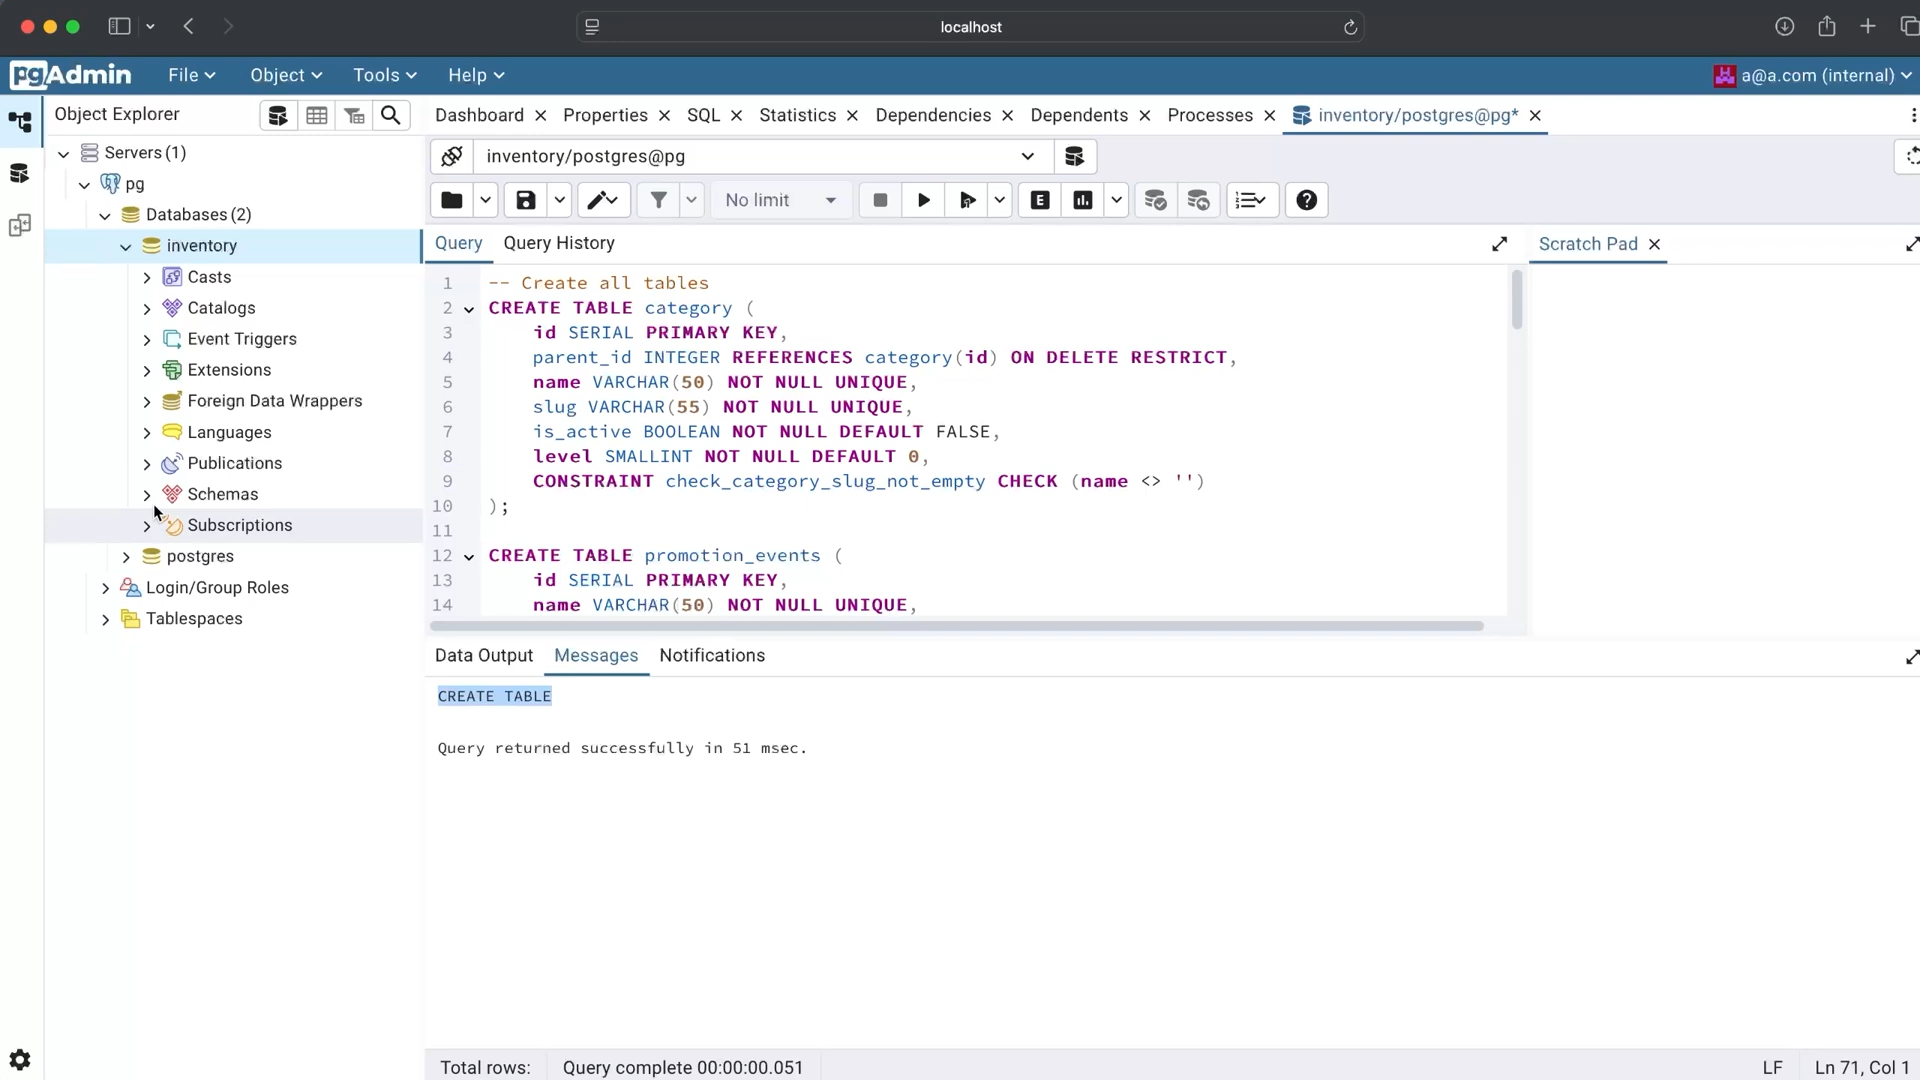 localhost
pgAdmin File Object Tools Help a@a.com (internal)
Object Explorer
Dashboard Properties SQL Statistics Dependencies Dependents Processes inventory/postgres@pg*
Servers (1)
pg
Databases (2)
inventory
Casts
Catalogs
Event Triggers
Extensions
Foreign Data Wrappers
Languages
Publications
Schemas
Subscriptions
postgres
Login/Group Roles
Tablespaces
inventory/postgres@pg
No limit E
Query Query History
Scratch Pad
1 -- Create all tables
2 CREATE TABLE category (
3 id SERIAL PRIMARY KEY,
4 parent_id INTEGER REFERENCES category(id) ON DELETE RESTRICT,
5 name VARCHAR(50) NOT NULL UNIQUE,
6 slug VARCHAR(55) NOT NULL UNIQUE,
7 is_active BOOLEAN NOT NULL DEFAULT FALSE,
8 level SMALLINT NOT NULL DEFAULT 0,
9 CONSTRAINT check_category_slug_not_empty CHECK (name <> '')
10 );
11
12 CREATE TABLE promotion_events (
13 id SERIAL PRIMARY KEY,
14 name VARCHAR(50) NOT NULL UNIQUE,
Data Output Messages Notifications
CREATE TABLE
Query returned successfully in 51 msec.
Total rows: Query complete 00:00:00.051 LF Ln 71, Col 1